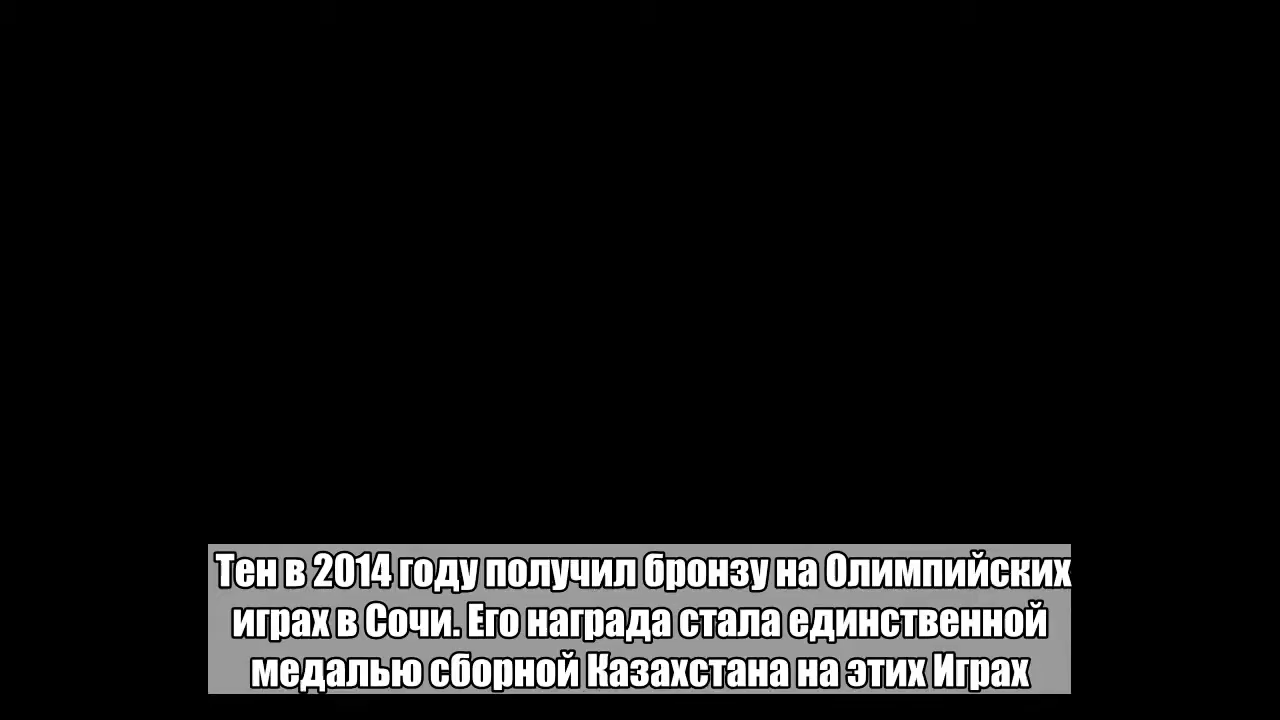 Тен в 2014 году получил бронзу на Олимпийских
играх в Сочи. Его награда стала единственной
медалью сборной Казахстана на этих Играх